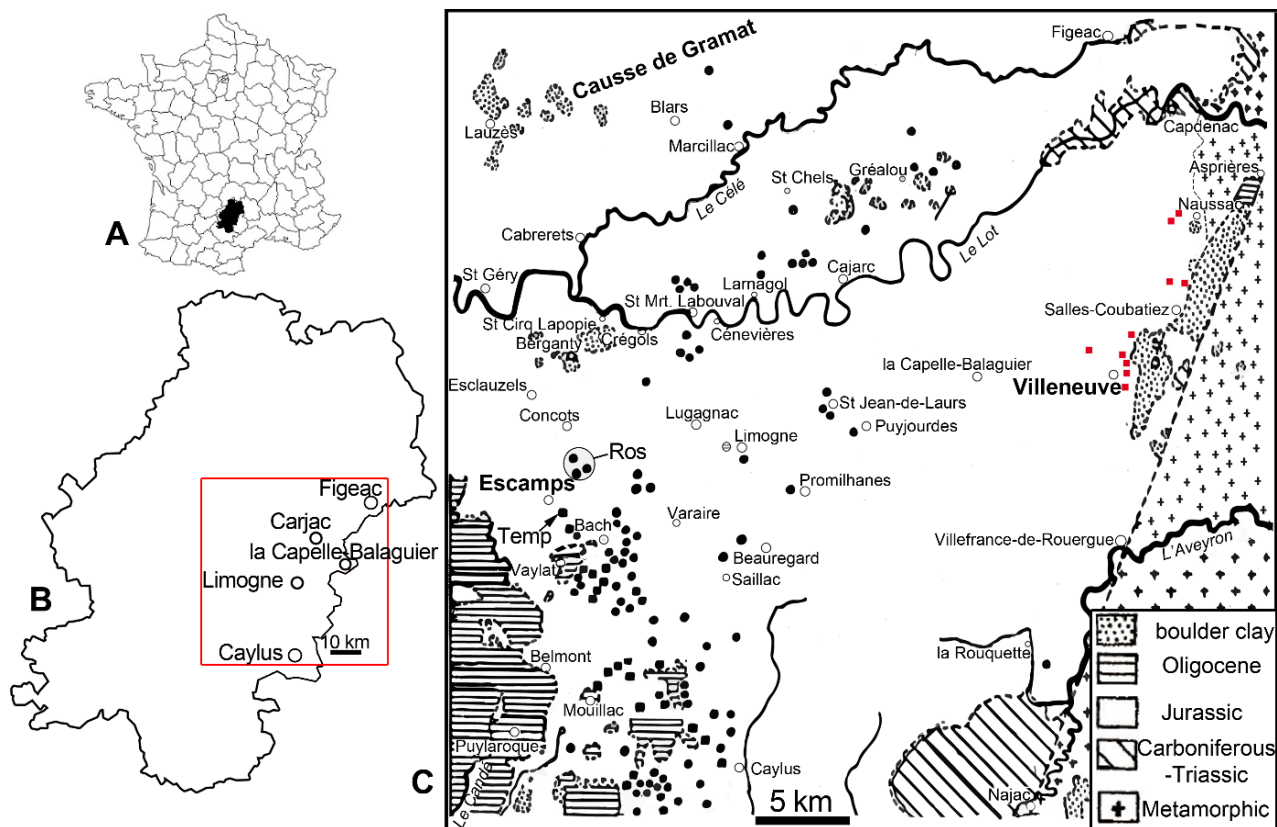 A
B
Figeac
Carjac
la Capelle-Balaguier
Limogne
10 km
Caylus
C
Causse de Gramat
Figeac
Blars
Lauzès
Marcillac
Capdenac
Asprières
St Chels
Gréalou
Le Célé
Naussac
Cabrerets
Le Lot
St Géry
Cajarc
Larnagol
St Mrt. Labouval
Salles-Coubatiez
St Cirq Lapopie
Crégols
Cénevières
Berganty
la Capelle-Balaguier
Esclauzels
Villeneuve
St Jean-de-Laurs
Concots
Lugagnac
Puyjourdes
Limogne
Ros
Escamps
Promilhanes
Varaire
Temp
Bach
Villefrance-de-Rouergue
L'Aveyron
Beauregard
Vaylat
Saillac
boulder clay
Belmont
la Rouquette
Oligocene
Mouillac
Jurassic
Puylaroque
Carboniferous
-Triassic
Caylus
Le Candé
5 km
Najac
Metamorphic